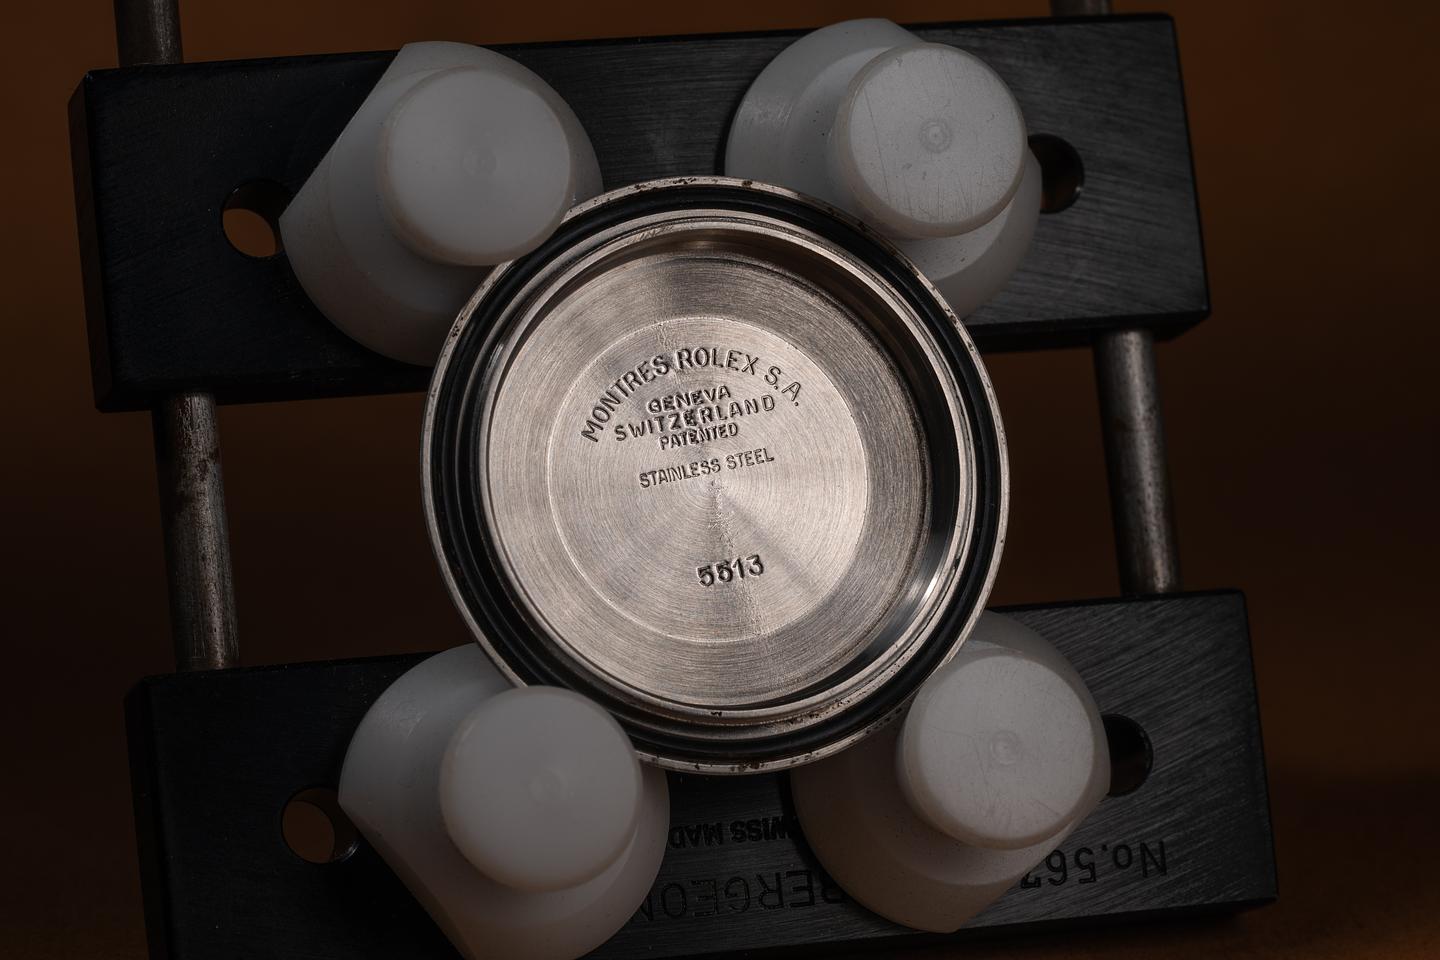 MONTRES ROLEX S.A.
GENEVA
SWITZERLAND
PATENTED
STAINLESS STEEL
5513
SWISS MAD
BERGEON
No.567